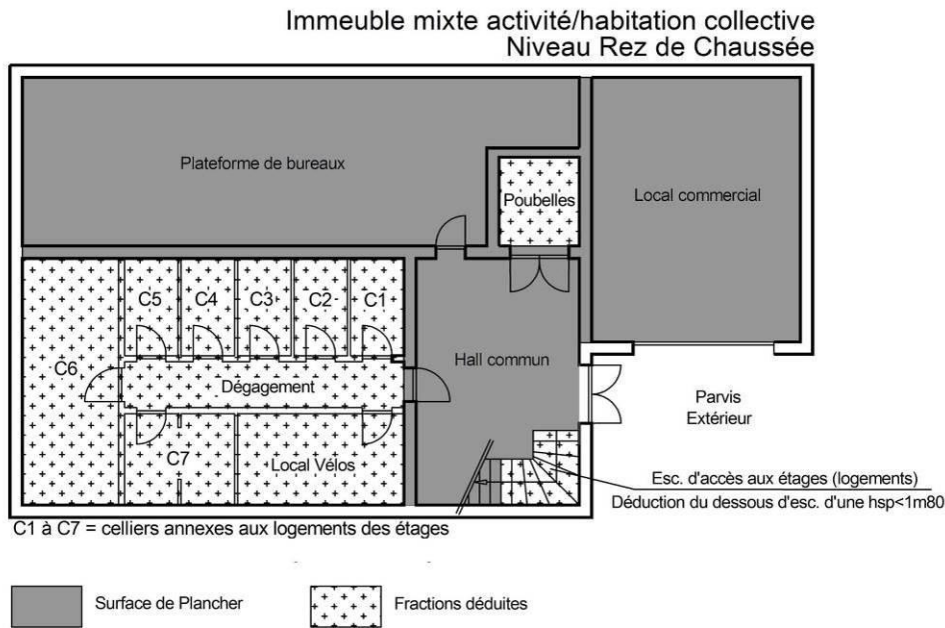 Immeuble mixte activité/habitation collective
Niveau Rez de Chaussée
Plateforme de bureaux
Poubelles
Local commercial
C5
C4
C3
C2
C1
C6
Dégagement
Hall commun
Parvis
Extérieur
C7
Local Vélos
Esc. d'accès aux étages (logements)
Déduction du dessous d'esc. d'une hsp<1m80
C1 à C7 = celliers annexes aux logements des étages
Surface de Plancher
Fractions déduites